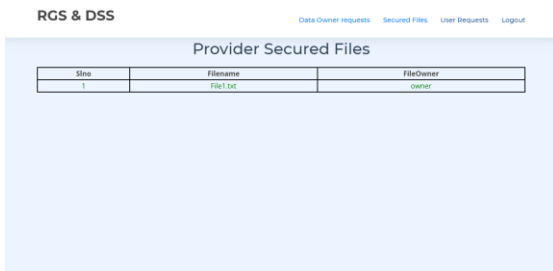 RGS & DSS
Data Owner requests Secured Files User Requests Logout
Provider Secured Files
Slno Filename FileOwner
1 File1.txt owner